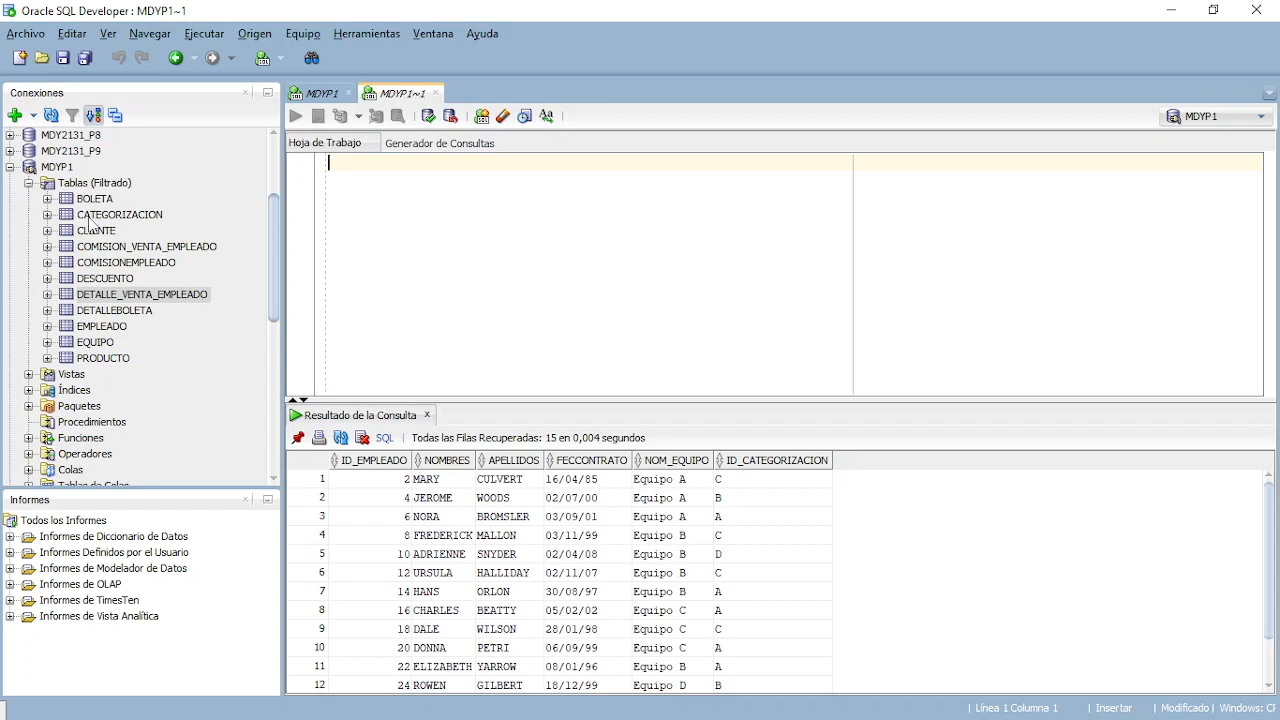 Oracle SQL Developer : MDYP1~1
Archivo Editar Ver Navegar Ejecutar Origen Equipo Herramientas Ventana Ayuda
Conexiones
MDY2131_P8
MDY2131_P9
MDYP1
Tablas (Filtrado)
BOLETA
CATEGORIZACION
CLIENTE
COMISION_VENTA_EMPLEADO
COMISIONEMPLEADO
DESCUENTO
DETALLE_VENTA_EMPLEADO
DETALLEBOLETA
EMPLEADO
EQUIPO
PRODUCTO
Vistas
Índices
Paquetes
Procedimientos
Funciones
Operadores
Colas
Tablas de Colas
Informes
Todos los Informes
Informes de Diccionario de Datos
Informes Definidos por el Usuario
Informes de Modelador de Datos
Informes de OLAP
Informes de TimesTen
Informes de Vista Analítica
MDYP1 MDYP1~1
MDYP1
Hoja de Trabajo Generador de Consultas
Resultado de la Consulta
SQL | Todas las Filas Recuperadas: 15 en 0,004 segundos
ID_EMPLEADO NOMBRES APELLIDOS FECCONTRATO NOM_EQUIPO ID_CATEGORIZACION
1 2 MARY CULVERT 16/04/85 Equipo A C
2 4 JEROME WOODS 02/07/00 Equipo A B
3 6 NORA BROMSLER 03/09/01 Equipo A A
4 8 FREDERICK MALLON 03/11/99 Equipo B C
5 10 ADRIENNE SNYDER 02/04/08 Equipo B D
6 12 URSULA HALLIDAY 02/11/07 Equipo B C
7 14 HANS ORLON 30/08/97 Equipo B A
8 16 CHARLES BEATTY 05/02/02 Equipo C A
9 18 DALE WILSON 28/01/98 Equipo C C
10 20 DONNA PETRI 06/09/99 Equipo C A
11 22 ELIZABETH YARROW 08/01/96 Equipo B A
12 24 ROWEN GILBERT 18/12/99 Equipo D B
| Línea 1 Columna 1 | Insertar | Modificado | Windows: CF